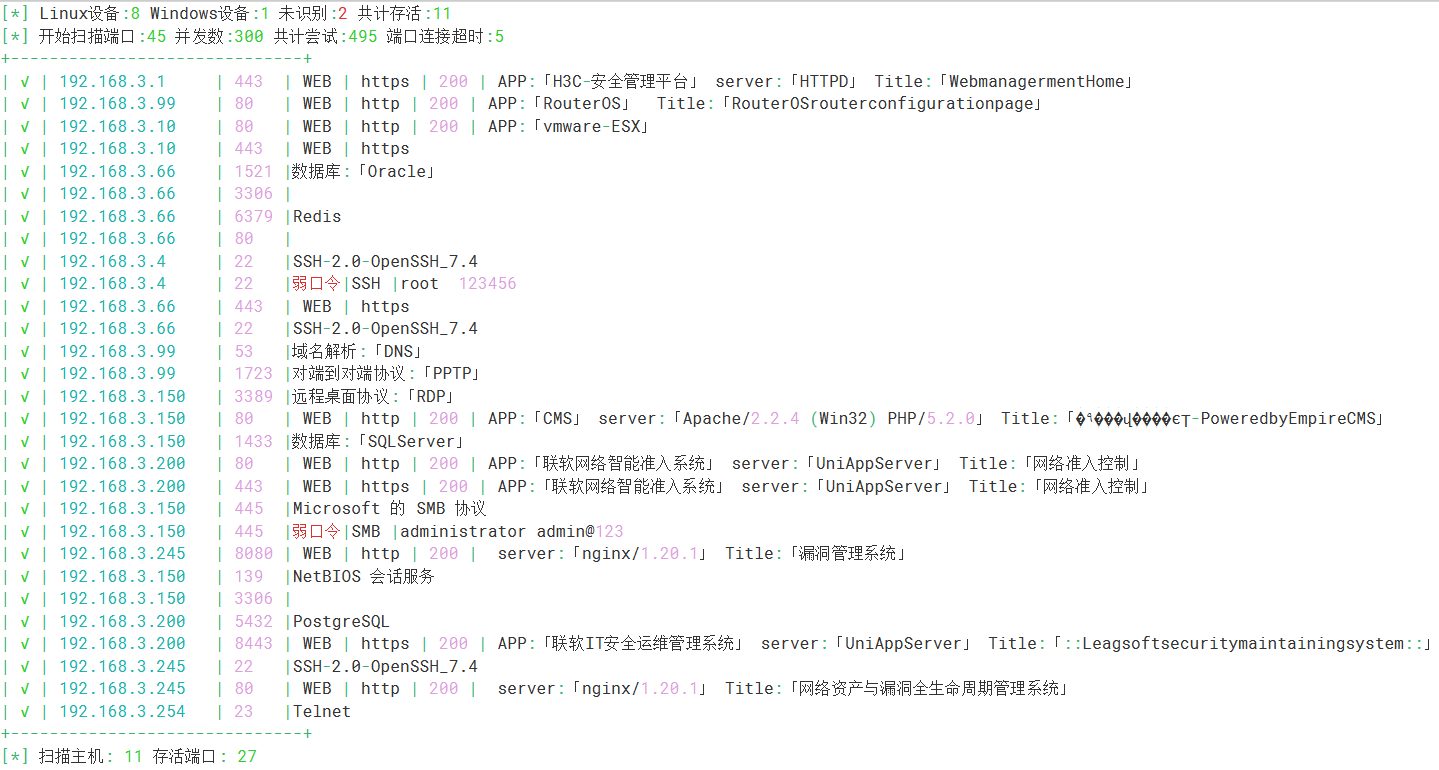 [*] Linux设备:8 Windows设备:1 未识别:2 共计存活:11
[*] 开始扫描端口:45 并发数:300 共计尝试:495 端口连接超时:5
+------------------------------+
| √ | 192.168.3.1 | 443 | WEB | https | 200 | APP:「H3C-安全管理平台」 server:「HTTPD」 Title:「WebmanagermentHome」
| √ | 192.168.3.99 | 80 | WEB | http | 200 | APP:「RouterOS」 Title:「RouterOSrouterconfigurationpage」
| √ | 192.168.3.10 | 80 | WEB | http | 200 | APP:「vmware-ESX」
| √ | 192.168.3.10 | 443 | WEB | https
| √ | 192.168.3.66 | 1521 |数据库:「Oracle」
| √ | 192.168.3.66 | 3306 |
| √ | 192.168.3.66 | 6379 |Redis
| √ | 192.168.3.66 | 80 |
| √ | 192.168.3.4 | 22 |SSH-2.0-OpenSSH_7.4
| √ | 192.168.3.4 | 22 |弱口令|SSH |root 123456
| √ | 192.168.3.66 | 443 | WEB | https
| √ | 192.168.3.66 | 22 |SSH-2.0-OpenSSH_7.4
| √ | 192.168.3.99 | 53 |域名解析:「DNS」
| √ | 192.168.3.99 | 1723 |对端到对端协议:「PPTP」
| √ | 192.168.3.150 | 3389 |远程桌面协议:「RDP」
| √ | 192.168.3.150 | 80 | WEB | http | 200 | APP:「CMS」 server:「Apache/2.2.4 (Win32) PHP/5.2.0」 Title:「-PoweredbyEmpireCMS」
| √ | 192.168.3.150 | 1433 |数据库:「SQLServer」
| √ | 192.168.3.200 | 80 | WEB | http | 200 | APP:「联软网络智能准入系统」 server:「UniAppServer」 Title:「网络准入控制」
| √ | 192.168.3.200 | 443 | WEB | https | 200 | APP:「联软网络智能准入系统」 server:「UniAppServer」 Title:「网络准入控制」
| √ | 192.168.3.150 | 445 |Microsoft 的 SMB 协议
| √ | 192.168.3.150 | 445 |弱口令|SMB |administrator admin@123
| √ | 192.168.3.245 | 8080 | WEB | http | 200 | server:「nginx/1.20.1」 Title:「漏洞管理系统」
| √ | 192.168.3.150 | 139 |NetBIOS 会话服务
| √ | 192.168.3.150 | 3306 |
| √ | 192.168.3.200 | 5432 |PostgreSQL
| √ | 192.168.3.200 | 8443 | WEB | https | 200 | APP:「联软IT安全运维管理系统」 server:「UniAppServer」 Title:「::Leagsoftsecuritymaintainingsystem::」
| √ | 192.168.3.245 | 22 |SSH-2.0-OpenSSH_7.4
| √ | 192.168.3.245 | 80 | WEB | http | 200 | server:「nginx/1.20.1」 Title:「网络资产与漏洞全生命周期管理系统」
| √ | 192.168.3.254 | 23 |Telnet
+------------------------------+
[*] 扫描主机: 11 存活端口: 27